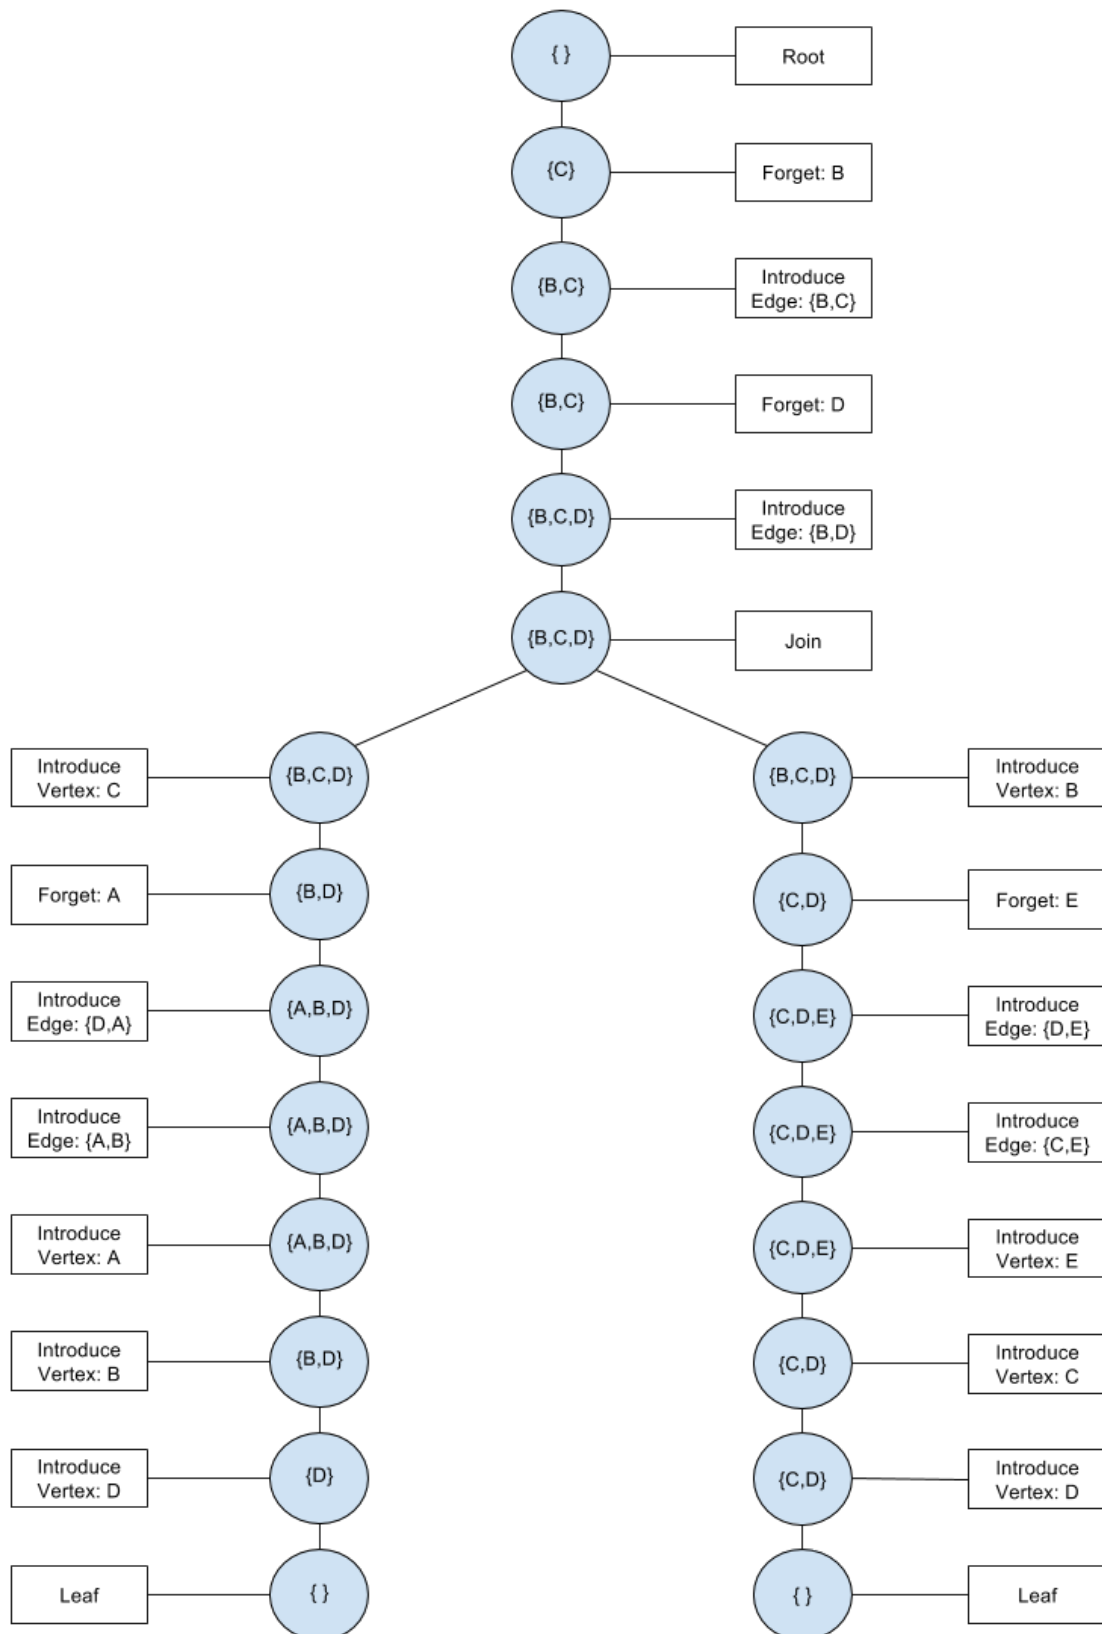 { }
Root
{C}
Forget: B
{B,C}
Introduce
Edge: {B,C}
{B,C}
Forget: D
{B,C,D}
Introduce
Edge: {B,D}
{B,C,D}
Join
Introduce
Vertex: C
{B,C,D}
{B,C,D}
Introduce
Vertex: B
Forget: A
{B,D}
{C,D}
Forget: E
Introduce
Edge: {D,A}
{A,B,D}
{C,D,E}
Introduce
Edge: {D,E}
Introduce
Edge: {A,B}
{A,B,D}
{C,D,E}
Introduce
Edge: {C,E}
Introduce
Vertex: A
{A,B,D}
{C,D,E}
Introduce
Vertex: E
Introduce
Vertex: B
{B,D}
{C,D}
Introduce
Vertex: C
Introduce
Vertex: D
{D}
{C,D}
Introduce
Vertex: D
Leaf
{ }
{ }
Leaf